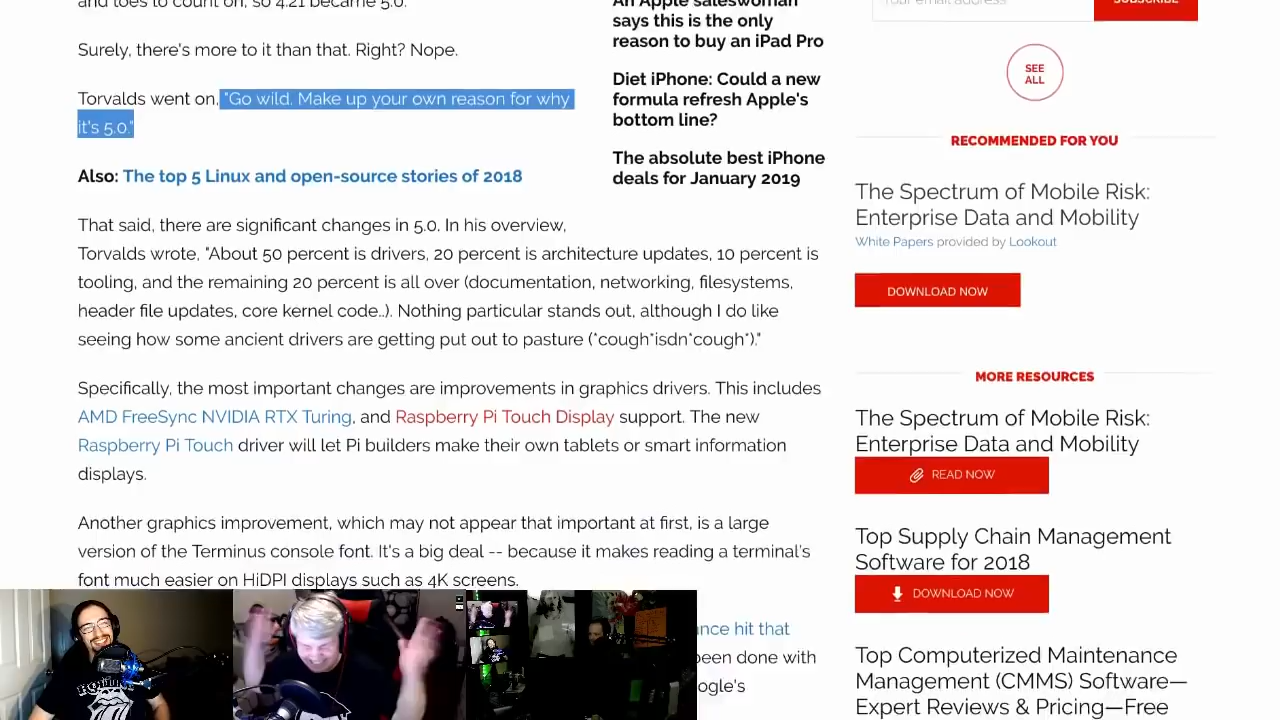 and toes to count on, so 4.21 became 5.0.
Surely, there's more to it than that. Right? Nope.
Torvalds went on, "Go wild. Make up your own reason for why
it's 5.0."
Also: The top 5 Linux and open-source stories of 2018
That said, there are significant changes in 5.0. In his overview,
Torvalds wrote, "About 50 percent is drivers, 20 percent is architecture updates, 10 percent is
tooling, and the remaining 20 percent is all over (documentation, networking, filesystems,
header file updates, core kernel code..). Nothing particular stands out, although I do like
seeing how some ancient drivers are getting put out to pasture (*cough*isdn*cough*)."
Specifically, the most important changes are improvements in graphics drivers. This includes
AMD FreeSync NVIDIA RTX Turing, and Raspberry Pi Touch Display support. The new
Raspberry Pi Touch driver will let Pi builders make their own tablets or smart information
displays.
Another graphics improvement, which may not appear that important at first, is a large
version of the Terminus console font. It's a big deal -- because it makes reading a terminal's
font much easier on HiDPI displays such as 4K screens.
nce hit that
been done with
ogle's
An Apple saleswoman
says this is the only
reason to buy an iPad Pro
Diet iPhone: Could a new
formula refresh Apple's
bottom line?
The absolute best iPhone
deals for January 2019
Your email address
SUBSCRIBE
SEE
ALL
RECOMMENDED FOR YOU
The Spectrum of Mobile Risk:
Enterprise Data and Mobility
White Papers provided by Lookout
DOWNLOAD NOW
MORE RESOURCES
The Spectrum of Mobile Risk:
Enterprise Data and Mobility
READ NOW
Top Supply Chain Management
Software for 2018
DOWNLOAD NOW
Top Computerized Maintenance
Management (CMMS) Software—
Expert Reviews & Pricing—Free